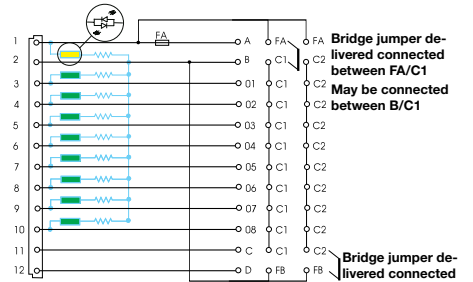 1 FA A FA FA
2 B C1 C2
3 01 C1 C2
4 02 C1 C2
5 03 C1 C2
6 04 C1 C2
7 05 C1 C2
8 06 C1 C2
9 07 C1 C2
10 08 C1 C2
11 C C1 C2
12 D FB FB
Bridge jumper de-
livered connected
between FA/C1
May be connected
between B/C1
Bridge jumper de-
livered connected